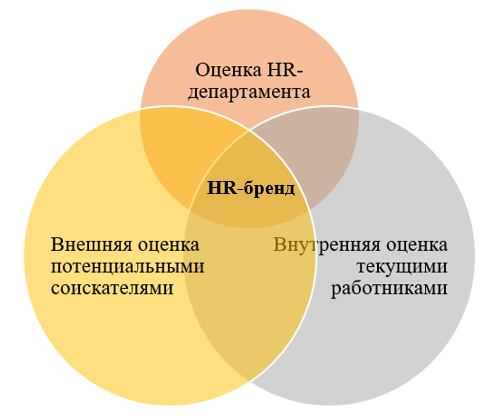 Оценка HR-
департамента
HR-бренд
Внешняя оценка
потенциальными
соискателями
Внутренняя оценка
текущими
работниками